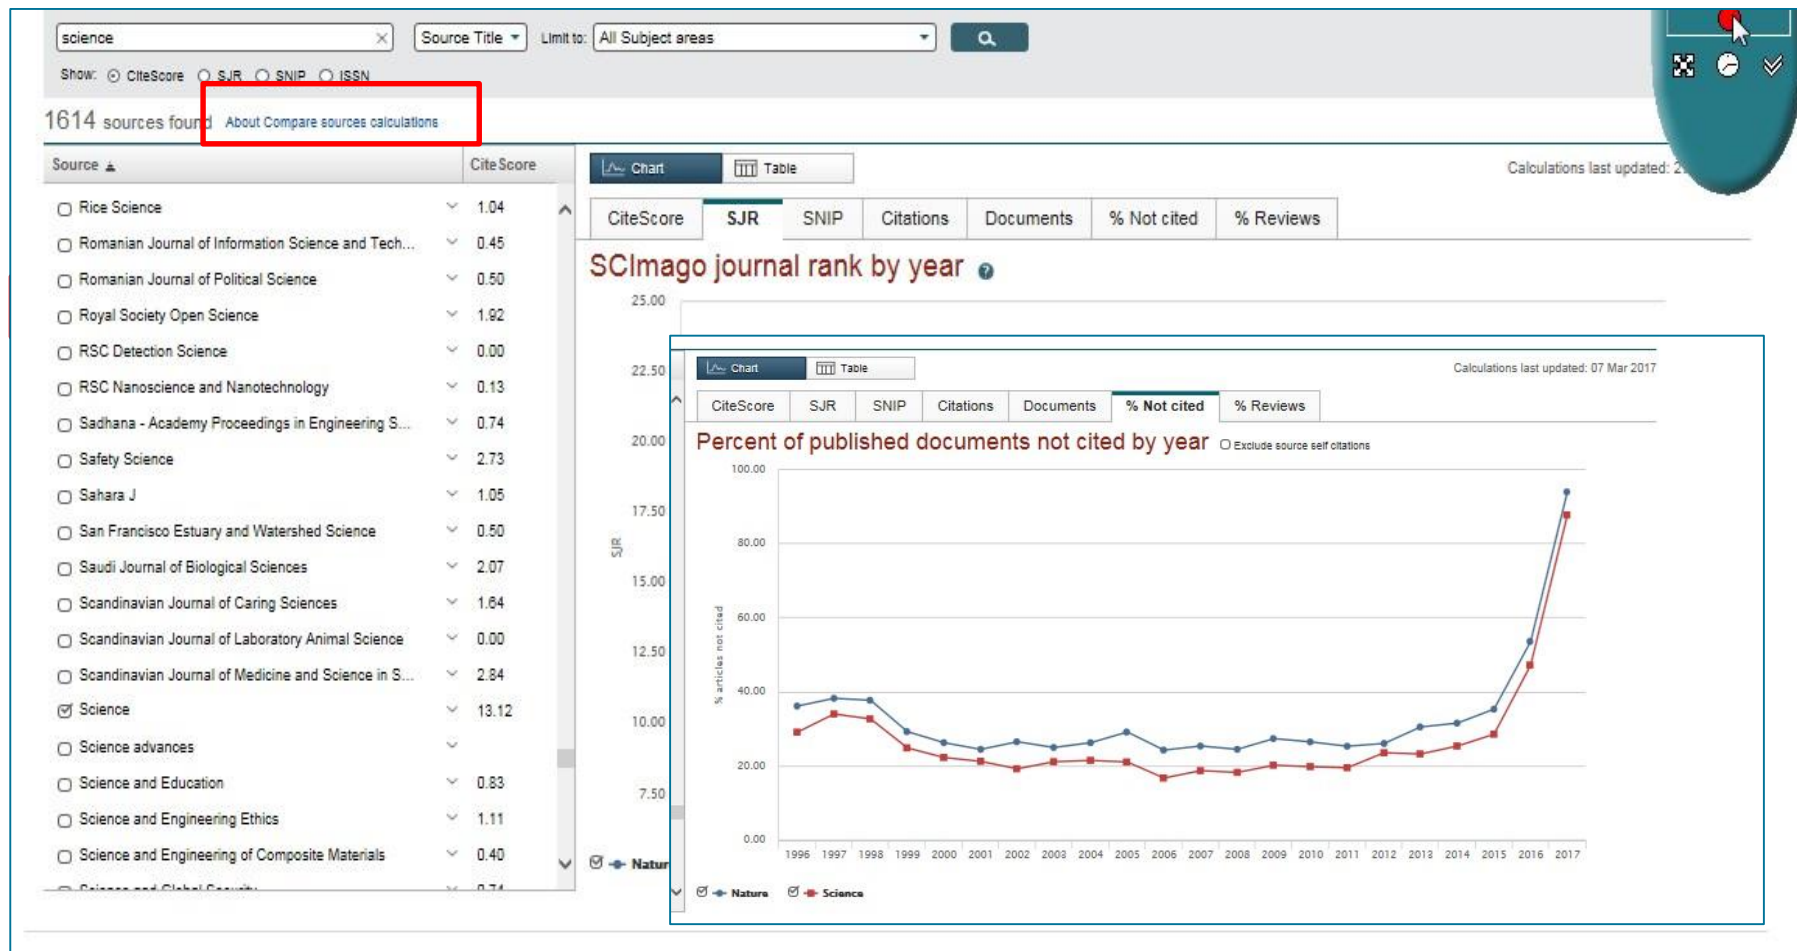 science
Source Title
Limit to:
All Subject areas
Show: CiteScore SJR SNIP ISSN
1614 sources found About Compare sources calculations
Source CiteScore
Rice Science 1.04
Romanian Journal of Information Science and Tech... 0.45
Romanian Journal of Political Science 0.50
Royal Society Open Science 1.92
RSC Detection Science 0.00
RSC Nanoscience and Nanotechnology 0.13
Sadhana - Academy Proceedings in Engineering S... 0.74
Safety Science 2.73
Sahara J 1.05
San Francisco Estuary and Watershed Science 0.50
Saudi Journal of Biological Sciences 2.07
Scandinavian Journal of Caring Sciences 1.64
Scandinavian Journal of Laboratory Animal Science 0.00
Scandinavian Journal of Medicine and Science in S... 2.84
Science 13.12
Science advances
Science and Education 0.83
Science and Engineering Ethics 1.11
Science and Engineering of Composite Materials 0.40
Science and Global Security 0.74
Chart Table
Calculations last updated: 2
CiteScore SJR SNIP Citations Documents % Not cited % Reviews
SCImago journal rank by year
25.00
22.50
20.00
17.50
SJR
15.00
12.50
10.00
7.50
Natur
Chart Table
Calculations last updated: 07 Mar 2017
CiteScore SJR SNIP Citations Documents % Not cited % Reviews
Percent of published documents not cited by year Exclude source self citations
100.00
80.00
60.00
% articles not cited
40.00
20.00
0.00
1996 1997 1998 1999 2000 2001 2002 2003 2004 2005 2006 2007 2008 2009 2010 2011 2012 2013 2014 2015 2016 2017
Nature Science